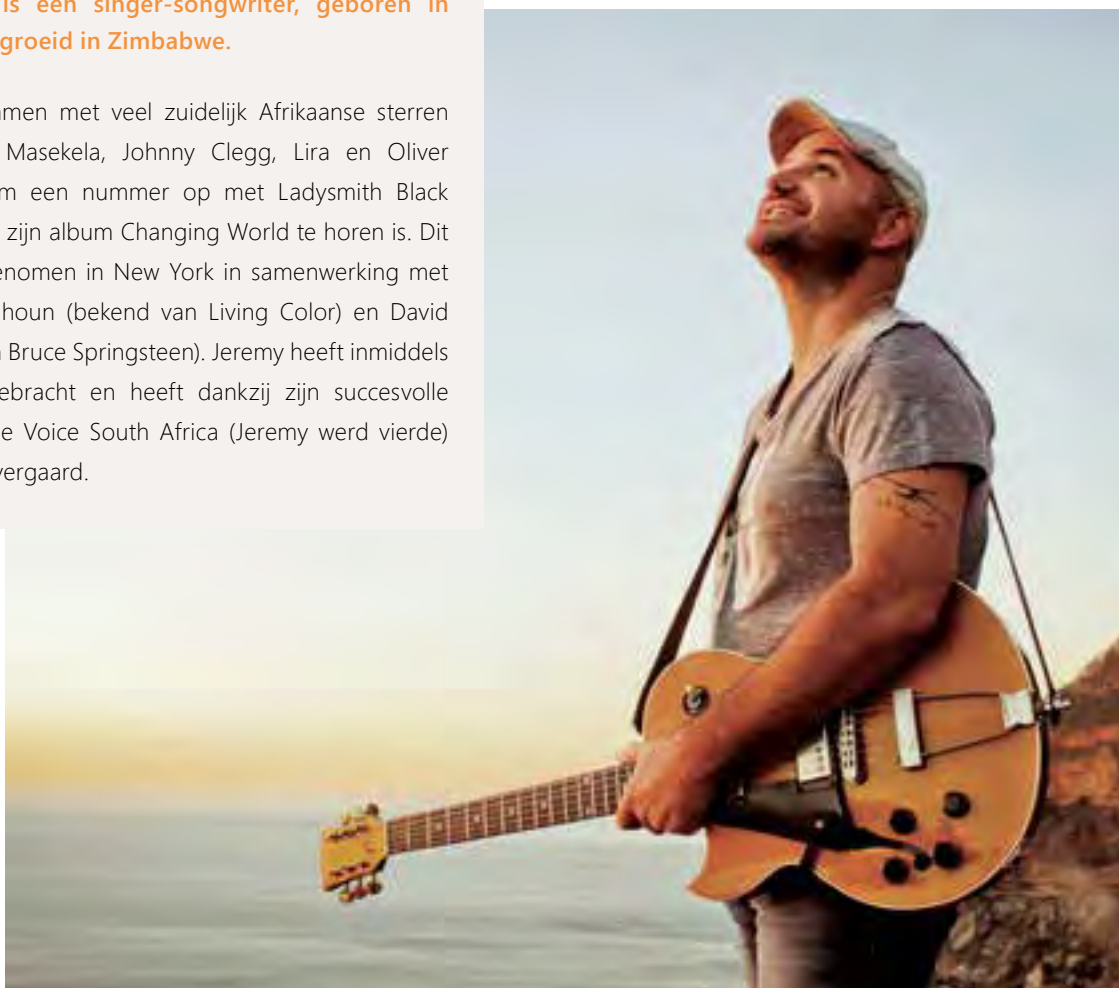 is een singer-songwriter, geboren in
groeid in Zimbabwe.
men met veel zuidelijk Afrikaanse sterren
Masekela, Johnny Clegg, Lira en Oliver
m een nummer op met Ladysmith Black
zijn album Changing World te horen is. Dit
enomen in New York in samenwerking met
houn (bekend van Living Color) en David
Bruce Springsteen). Jeremy heeft inmiddels
ebracht en heeft dankzij zijn succesvolle
e Voice South Africa (Jeremy werd vierde)
vergaard.